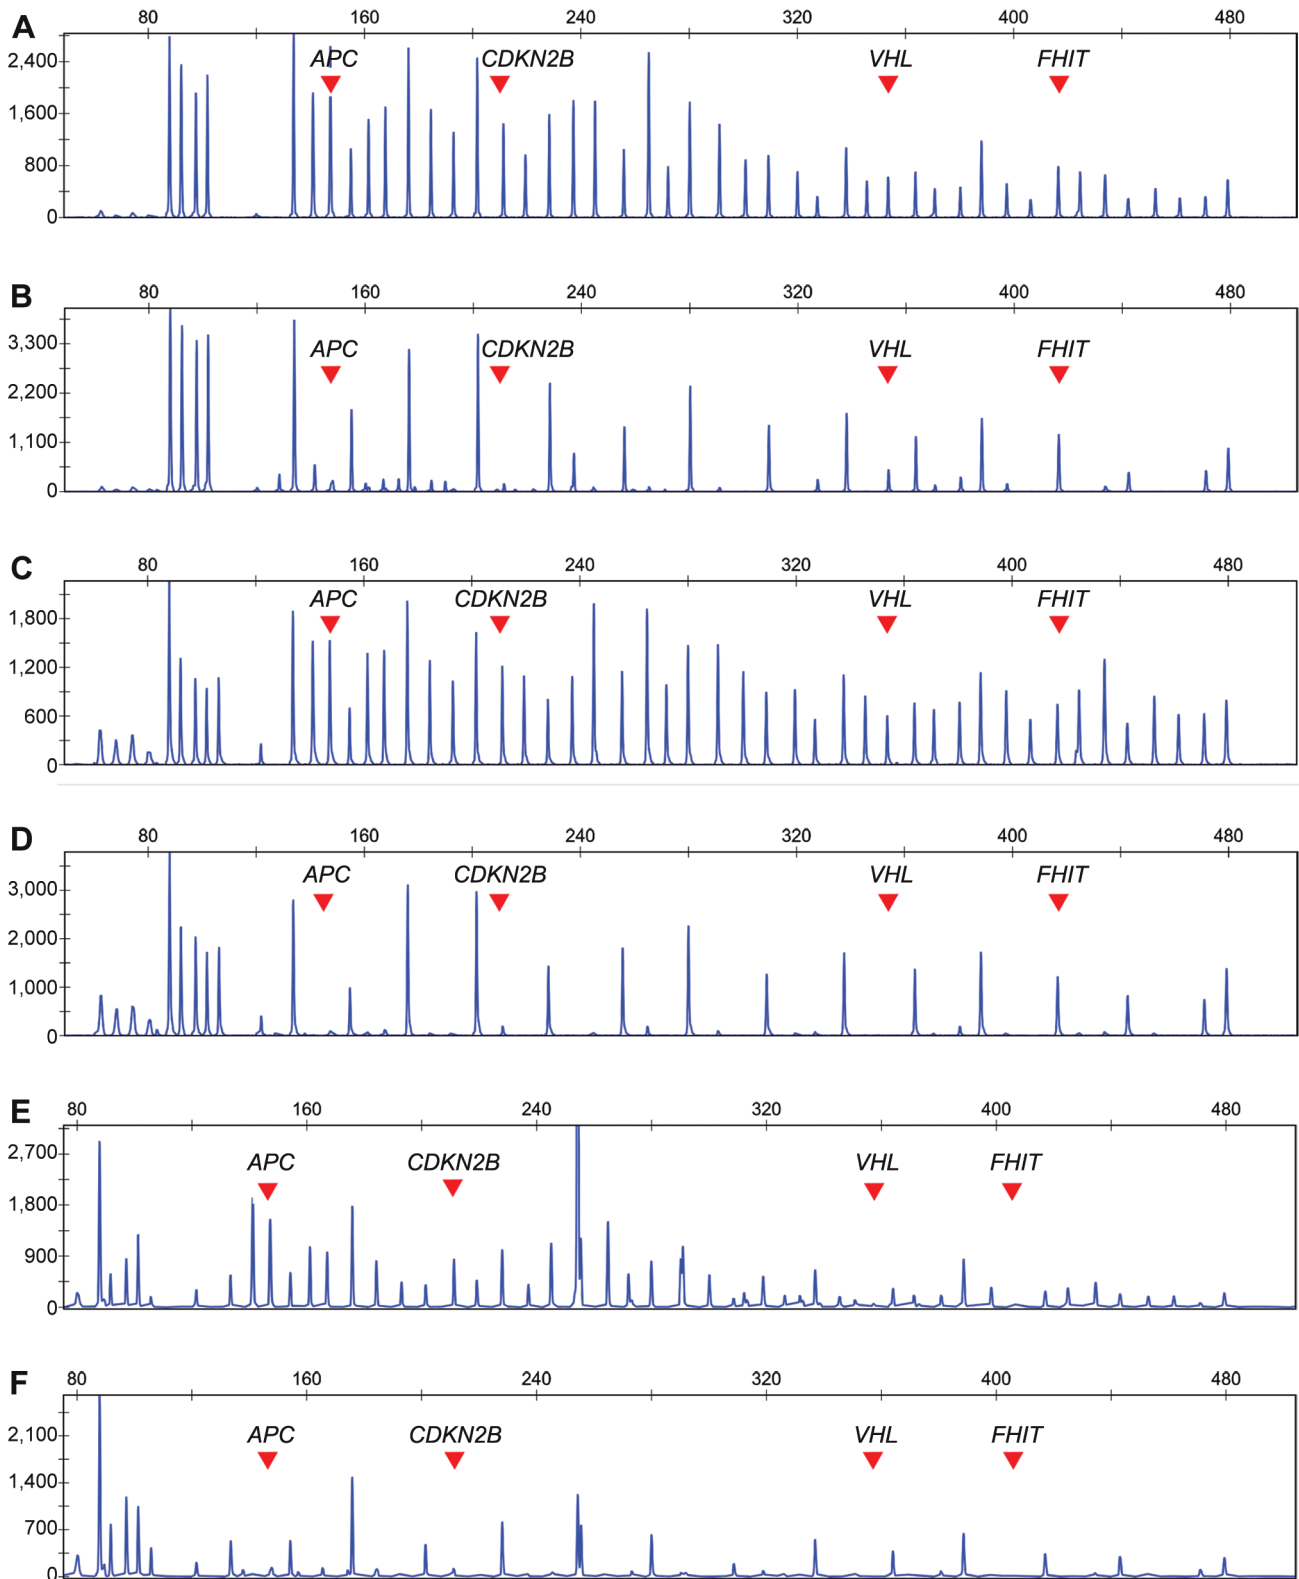 A
80 160 240 320 400 480
2,400
APC CDKN2B VHL FHIT
1,600
800
0
B
80 160 240 320 400 480
3,300
APC CDKN2B VHL FHIT
2,200
1,100
0
C
80 160 240 320 400 480
1,800
APC CDKN2B VHL FHIT
1,200
600
0
D
80 160 240 320 400 480
3,000
APC CDKN2B VHL FHIT
2,000
1,000
0
E
80 160 240 320 400 480
2,700
APC CDKN2B VHL FHIT
1,800
900
0
F
80 160 240 320 400 480
2,100
APC CDKN2B VHL FHIT
1,400
700
0